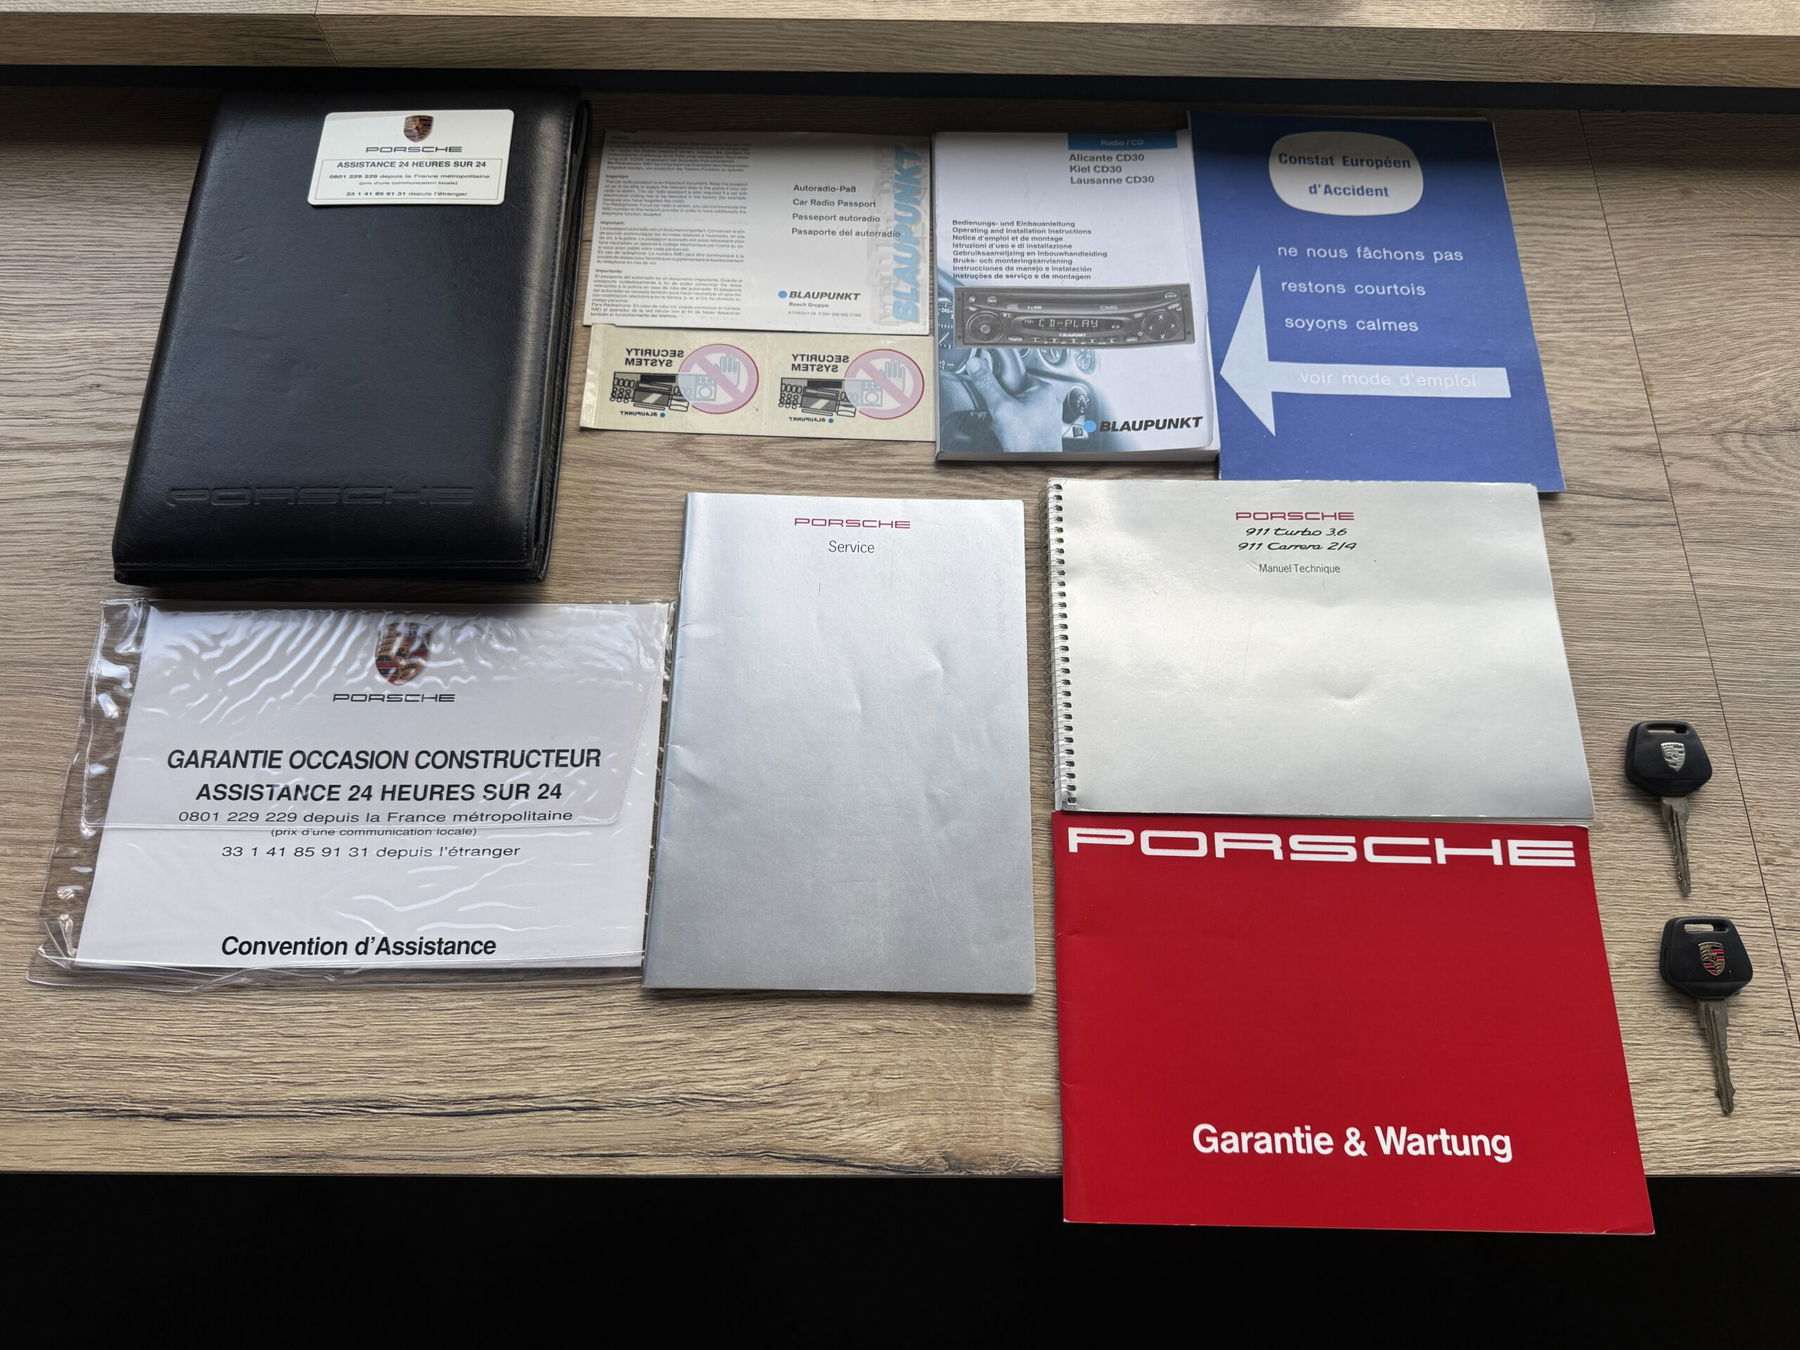 PORSCHE
ASSISTANCE 24 HEURES SUR 24
0801 229 229 depuis la France métropolitaine
(prix d'une communication locale)
33 1 41 85 91 31 depuis l'étranger
PORSCHE
Autoradio-Paß
Car Radio Passport
Passeport autoradio
Pasaporte del autorradio
BLAUPUNKT
Bosch Gruppe
BLAUPUNKT
SECURITY
SYSTEM
BLAUPUNKT
SECURITY
SYSTEM
BLAUPUNKT
Radio / CD
Alicante CD30
Kiel CD30
Lausanne CD30
Bedienungs- und Einbauanleitung
Operating and installation instructions
Notice d'emploi et de montage
Istruzioni d'uso e di installazione
Gebruiksaanwijzing en inbouwhandleiding
Bruks- och monteringsanvisning
Instrucciones de manejo e instalación
Instruções de serviço e de montagem
CD-PLAY
BLAUPUNKT
Constat Européen
d'Accident
ne nous fâchons pas
restons courtois
soyons calmes
voir mode d'emploi
PORSCHE
GARANTIE OCCASION CONSTRUCTEUR
ASSISTANCE 24 HEURES SUR 24
0801 229 229 depuis la France métropolitaine
(prix d'une communication locale)
33 1 41 85 91 31 depuis l'étranger
Convention d'Assistance
PORSCHE
Service
PORSCHE
911 turbo 3,6
911 Carrera 2/4
Manuel Technique
PORSCHE
Garantie & Wartung